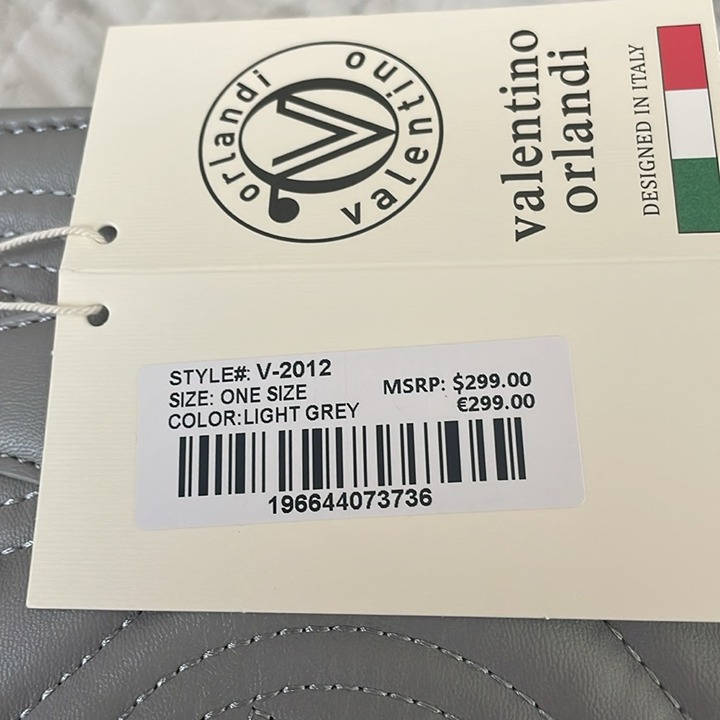 orlandi valentino
valentino
orlandi
DESIGNED IN ITALY
STYLE#: V-2012
SIZE: ONE SIZE
COLOR:LIGHT GREY
MSRP: $299.00
€299.00
196644073736